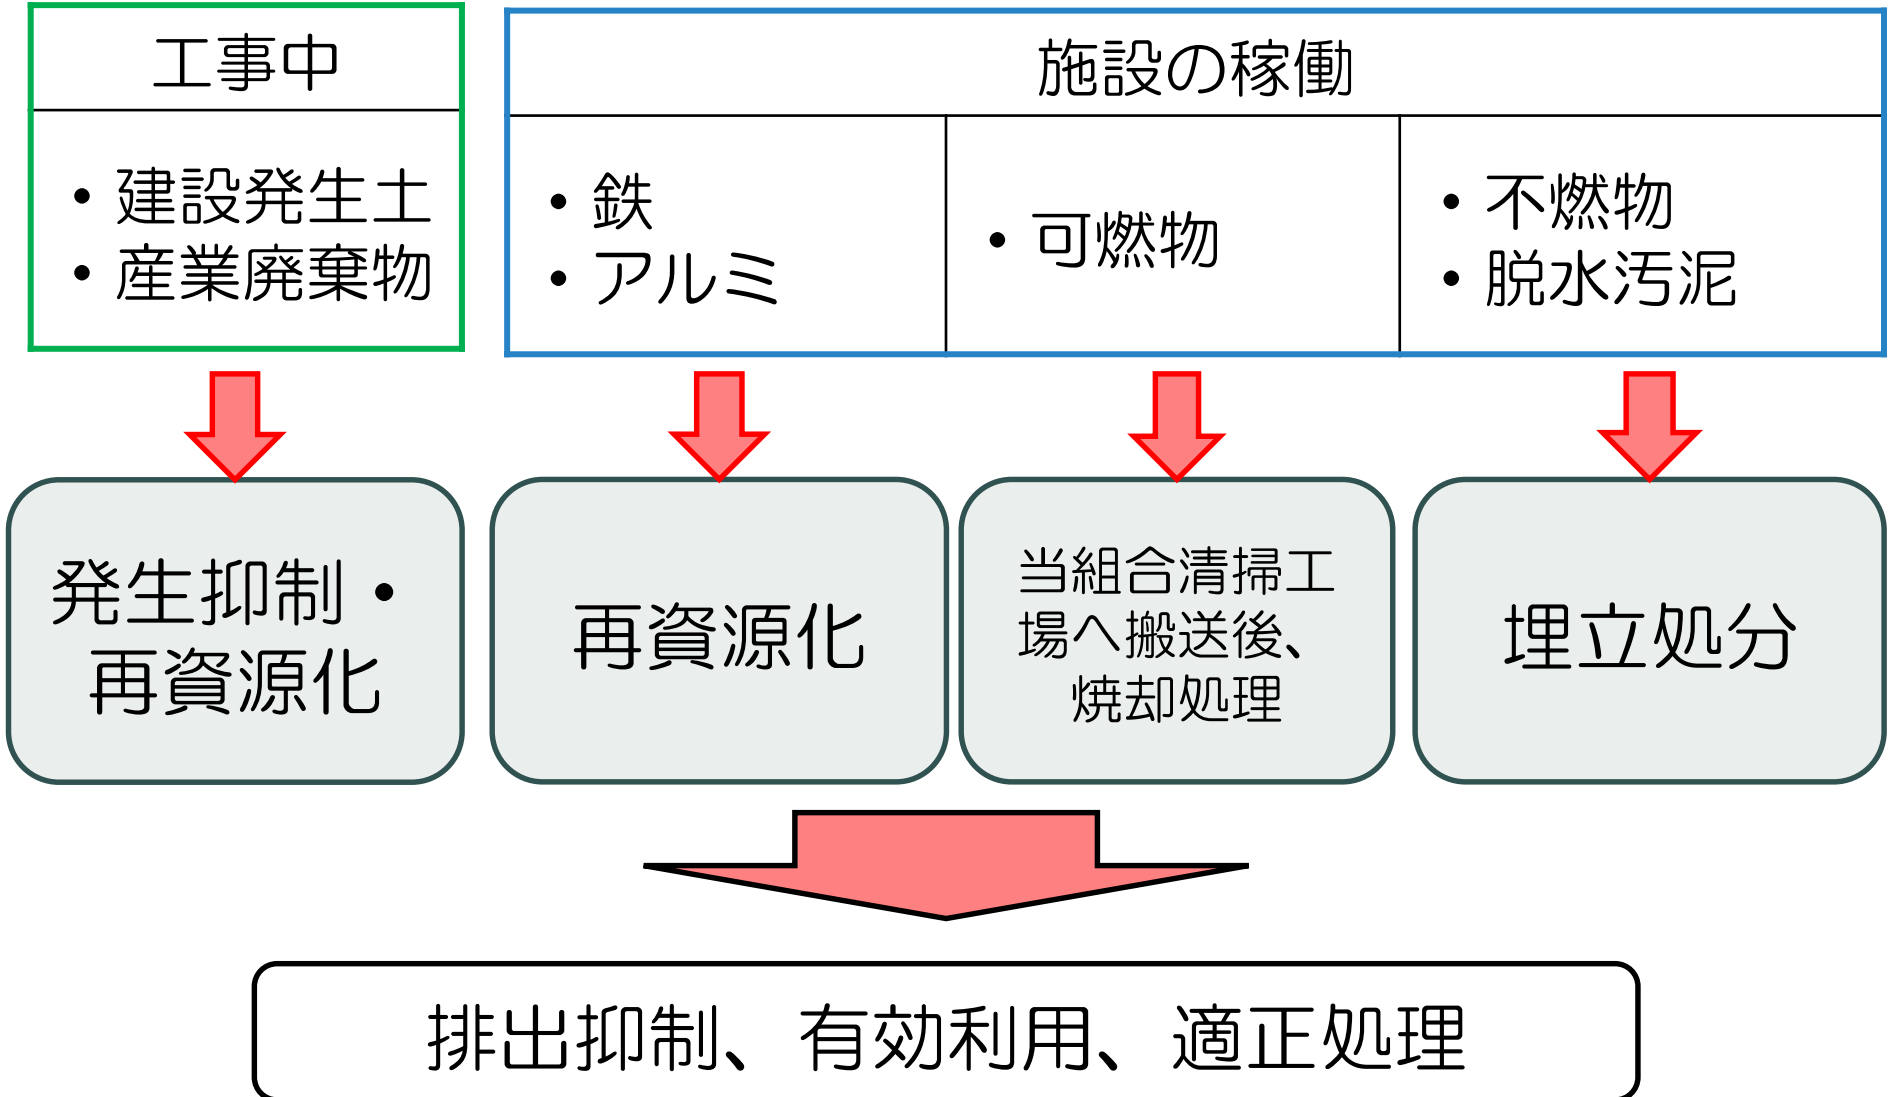 工事中
• 建設発生土
• 産業廃棄物
施設の稼働
• 鉄
• アルミ
• 可燃物
• 不燃物
• 脱水汚泥
発生抑制・
再資源化
再資源化
当組合清掃工
場へ搬送後、
焼却処理
埋立処分
排出抑制、有効利用、適正処理